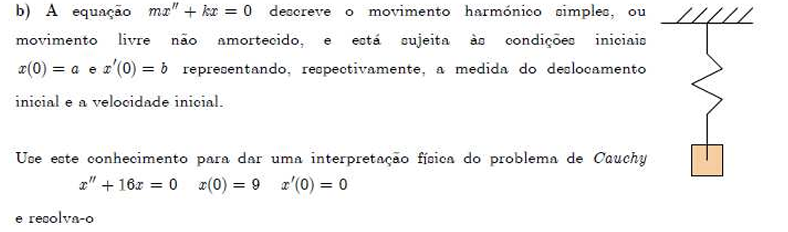 b) A equação mx'' + kx = 0 descreve o movimento harmónico simples, ou
movimento livre não amortecido, e está sujeita às condições iniciais
x(0) = a e x'(0) = b representando, respectivamente, a medida do deslocamento
inicial e a velocidade inicial.
Use este conhecimento para dar uma interpretação física do problema de Cauchy
x'' + 16x = 0 x(0) = 9 x'(0) = 0
e resolva-o